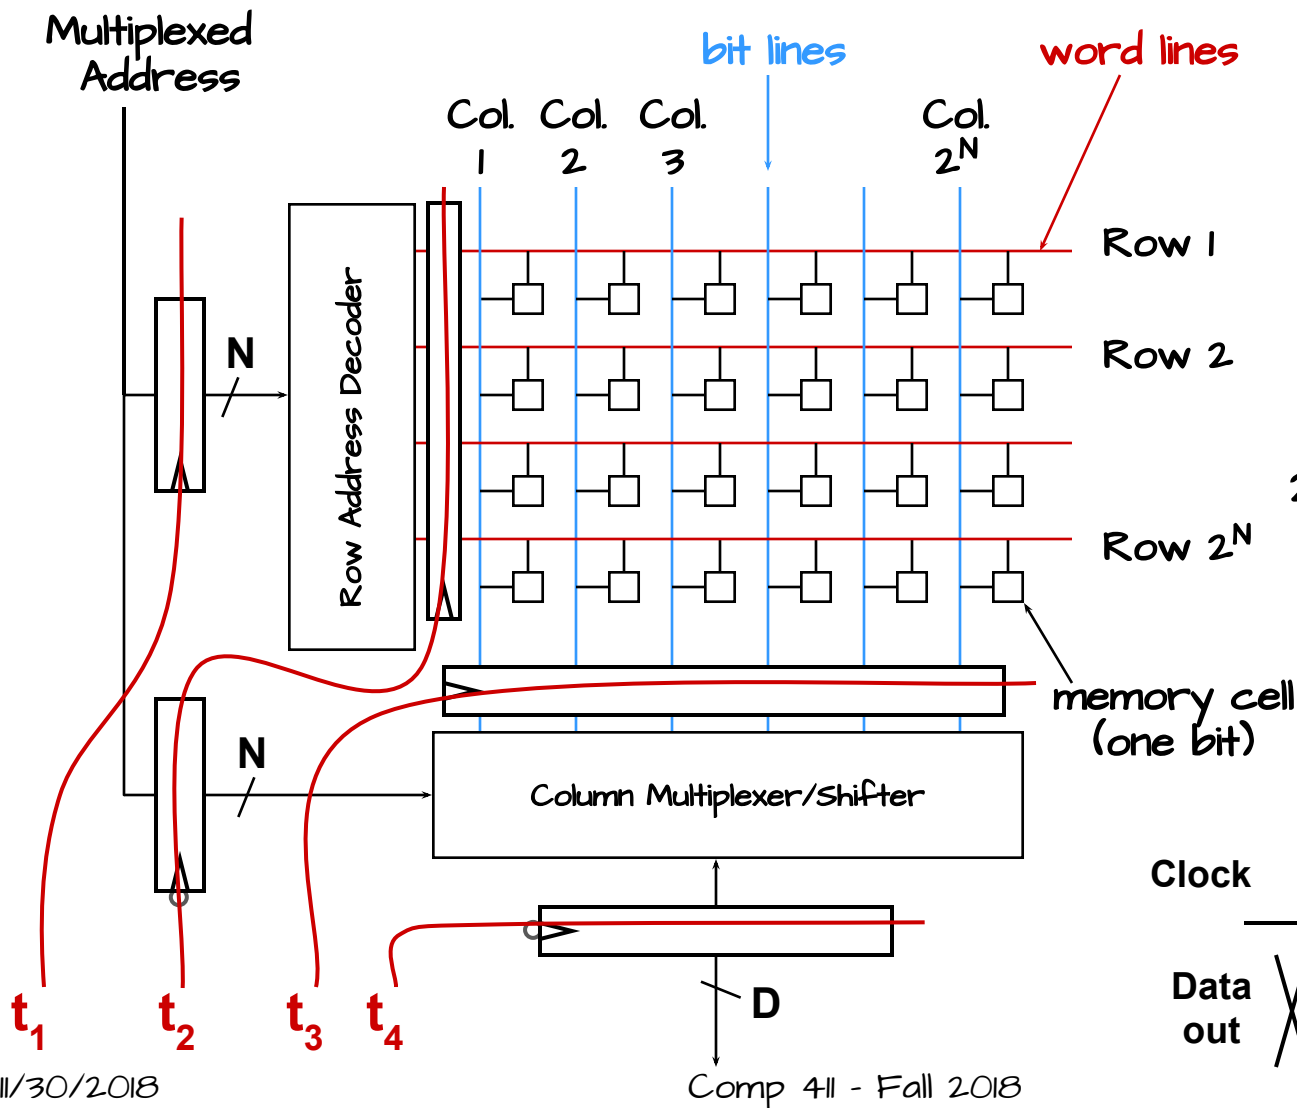 Multiplexed
Address
bit lines
word lines
Col.
1
Col.
2
Col.
3
Col.
2^N
Row 1
Row 2
Row 2^N
N
Row Address Decoder
memory cell
(one bit)
N
Column Multiplexer/Shifter
Clock
D
Data
out
t1
t2
t3
t4
11/30/2018
Comp 411 - Fall 2018